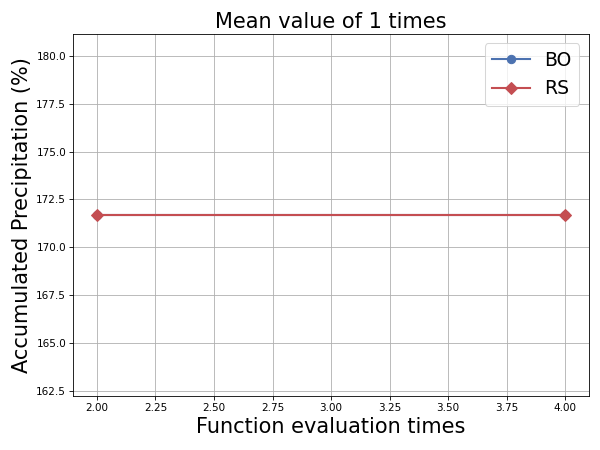 Mean value of 1 times
BO
RS
Accumulated Precipitation (%)
180.0
177.5
175.0
172.5
170.0
167.5
165.0
162.5
2.00 2.25 2.50 2.75 3.00 3.25 3.50 3.75 4.00
Function evaluation times